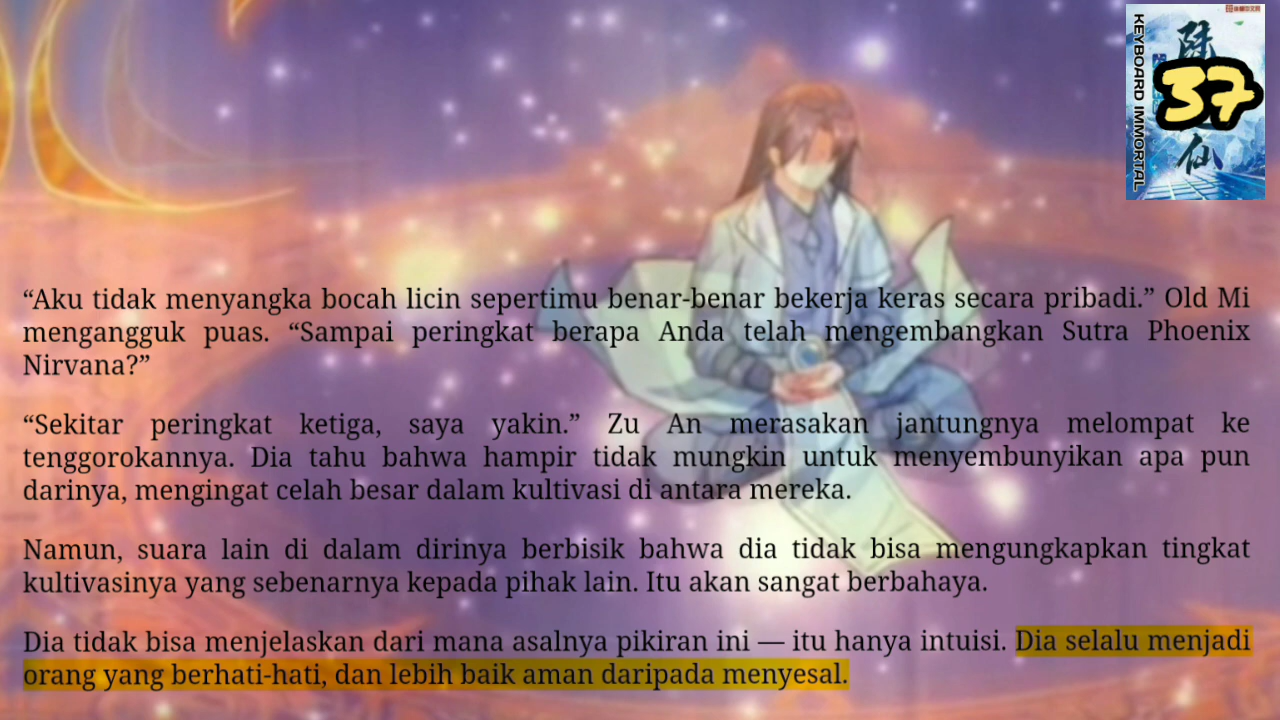 KEYBOARD IMMORTAL
陆
仙
37
“Aku tidak menyangka bocah licin sepertimu benar-benar bekerja keras secara pribadi.” Old Mi
mengangguk puas. “Sampai peringkat berapa Anda telah mengembangkan Sutra Phoenix
Nirvana?”
“Sekitar peringkat ketiga, saya yakin.” Zu An merasakan jantungnya melompat ke
tenggorokannya. Dia tahu bahwa hampir tidak mungkin untuk menyembunyikan apa pun
darinya, mengingat celah besar dalam kultivasi di antara mereka.
Namun, suara lain di dalam dirinya berbisik bahwa dia tidak bisa mengungkapkan tingkat
kultivasinya yang sebenarnya kepada pihak lain. Itu akan sangat berbahaya.
Dia tidak bisa menjelaskan dari mana asalnya pikiran ini — itu hanya intuisi. Dia selalu menjadi
orang yang berhati-hati, dan lebih baik aman daripada menyesal.